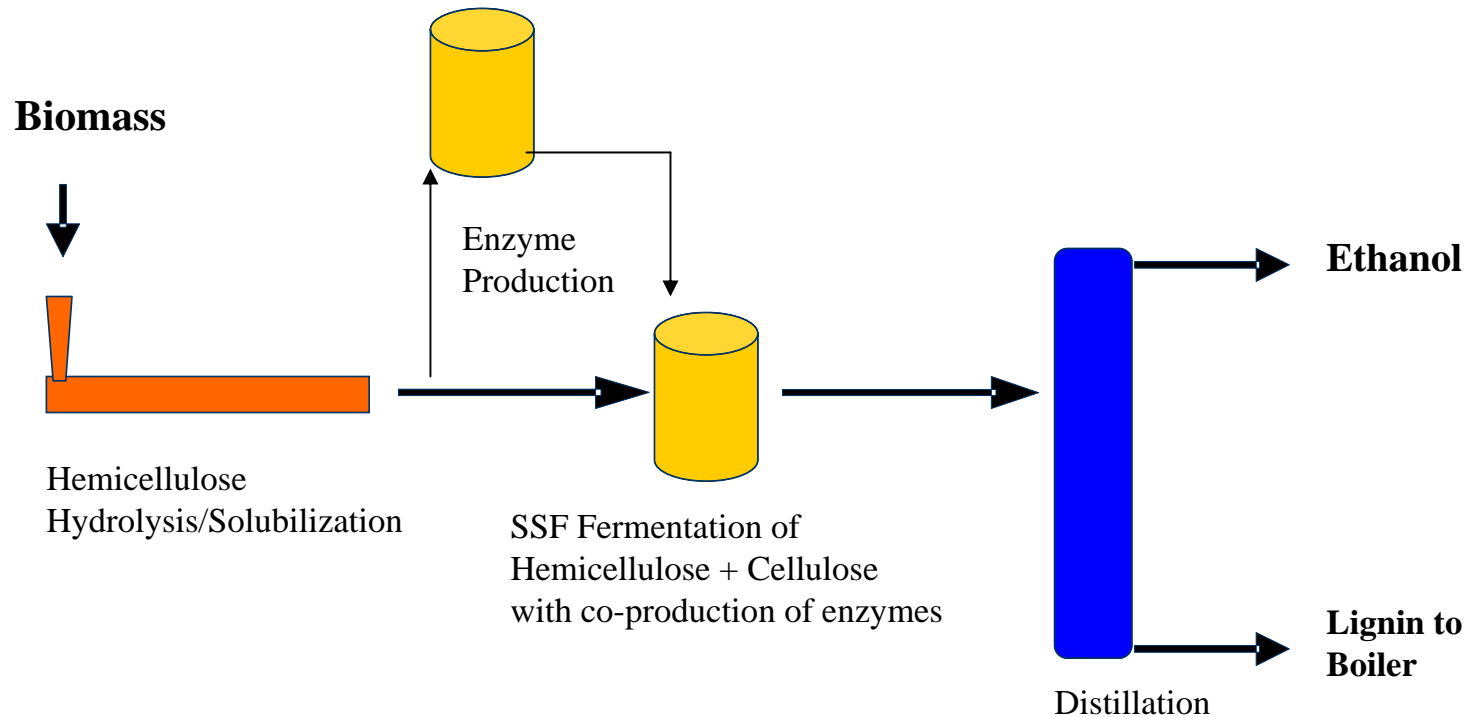 Biomass
Enzyme
Production
Ethanol
Hemicellulose
Hydrolysis/Solubilization
SSF Fermentation of
Hemicellulose + Cellulose
with co-production of enzymes
Lignin to
Boiler
Distillation